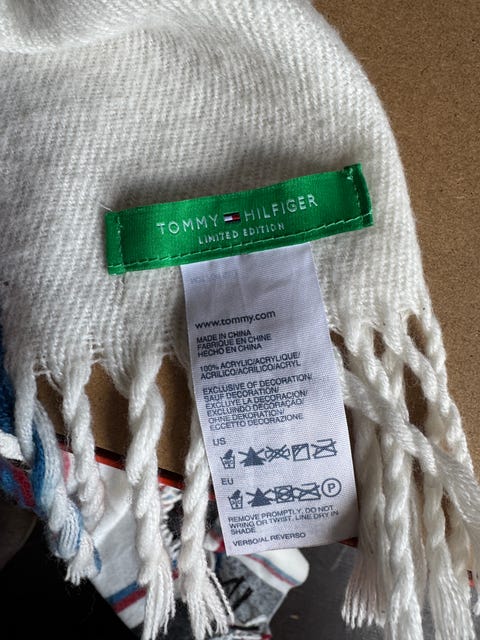 TOMMY HILFIGER
LIMITED EDITION
www.tommy.com
MADE IN CHINA
FABRIQUE EN CHINE
HECHO EN CHINA
100% ACRYLIC/ACRYLIQUE/
ACRILICO/ACRÍLICO/ACRYL
EXCLUSIVE OF DECORATION/
SAUF DECORATION/
EXCLUYE LA DECORACION/
EXCLUINDO DECORAÇÃO/
OHNE DEKORATION/
ECCETTO DECORAZIONE
US
EU
P
REMOVE PROMPTLY, DO NOT
WRING OR TWIST. LINE DRY IN
SHADE
VERSO/AL REVERSO